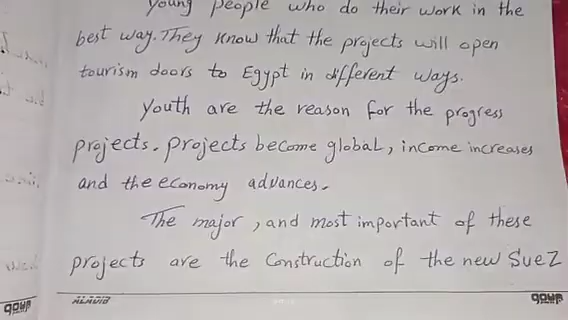 young people who do their work in the
best way. They know that the projects will open
tourism doors to Egypt in different ways.
youth are the reason for the progress
projects. projects become global, income increases
and the economy advances.
The major, and most important of these
projects are the Construction of the new Suez